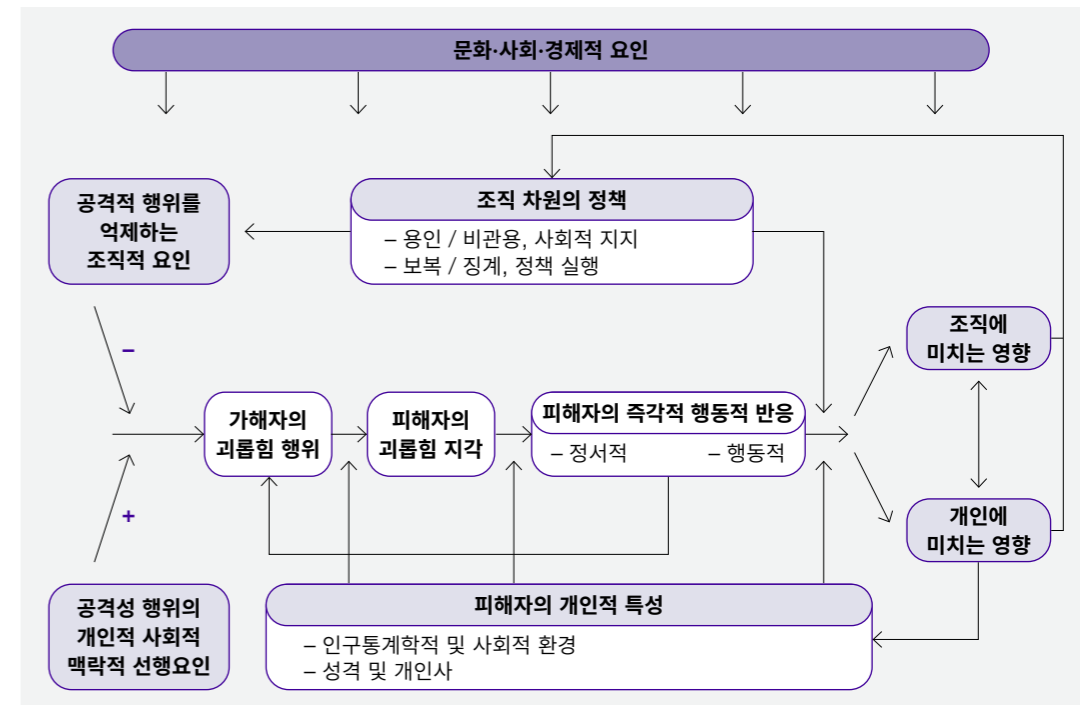 문화·사회·경제적 요인
공격적 행위를
억제하는
조직적 요인
조직 차원의 정책
– 용인 / 비관용, 사회적 지지
– 보복 / 징계, 정책 실행
조직에
미치는 영향
–
가해자의
괴롭힘 행위
피해자의
괴롭힘 지각
피해자의 즉각적 행동적 반응
– 정서적 – 행동적
+
개인에
미치는 영향
공격성 행위의
개인적 사회적
맥락적 선행요인
피해자의 개인적 특성
– 인구통계학적 및 사회적 환경
– 성격 및 개인사